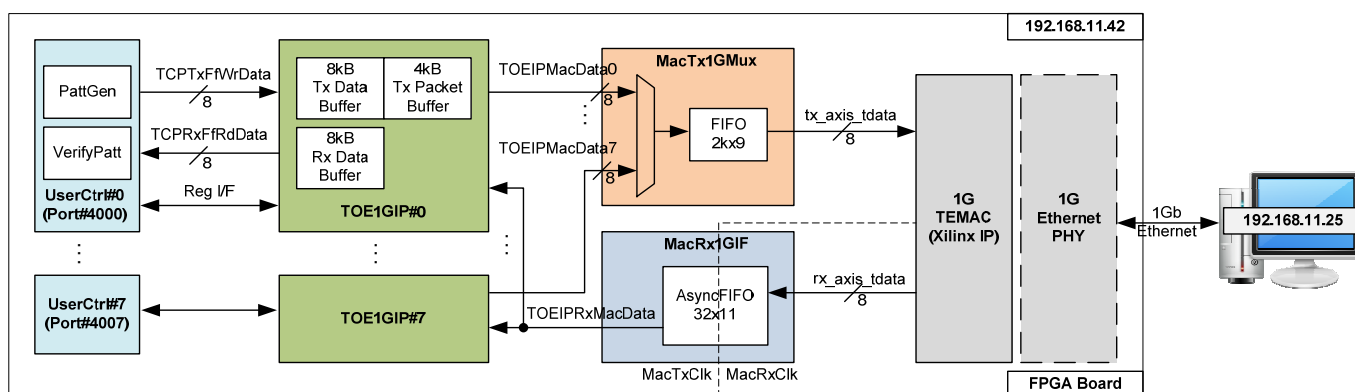 192.168.11.42
PattGen
VerifyPatt
UserCtrl#0
(Port#4000)
TCPTxFfWrData
8
TCPRxFfRdData
8
Reg I/F
8kB
Tx Data
Buffer
4kB
Tx Packet
Buffer
8kB
Rx Data
Buffer
TOE1GIP#0
TOEIPMacData0
8
TOEIPMacData7
8
MacTx1GMux
FIFO
2kx9
tx_axis_tdata
8
1G
TEMAC
(Xilinx IP)
1G
Ethernet
PHY
1Gb
Ethernet
192.168.11.25
UserCtrl#7
(Port#4007)
TOE1GIP#7
TOEIPRxMacData
MacRx1GIF
AsyncFIFO
32x11
rx_axis_tdata
8
MacTxClk
MacRxClk
FPGA Board